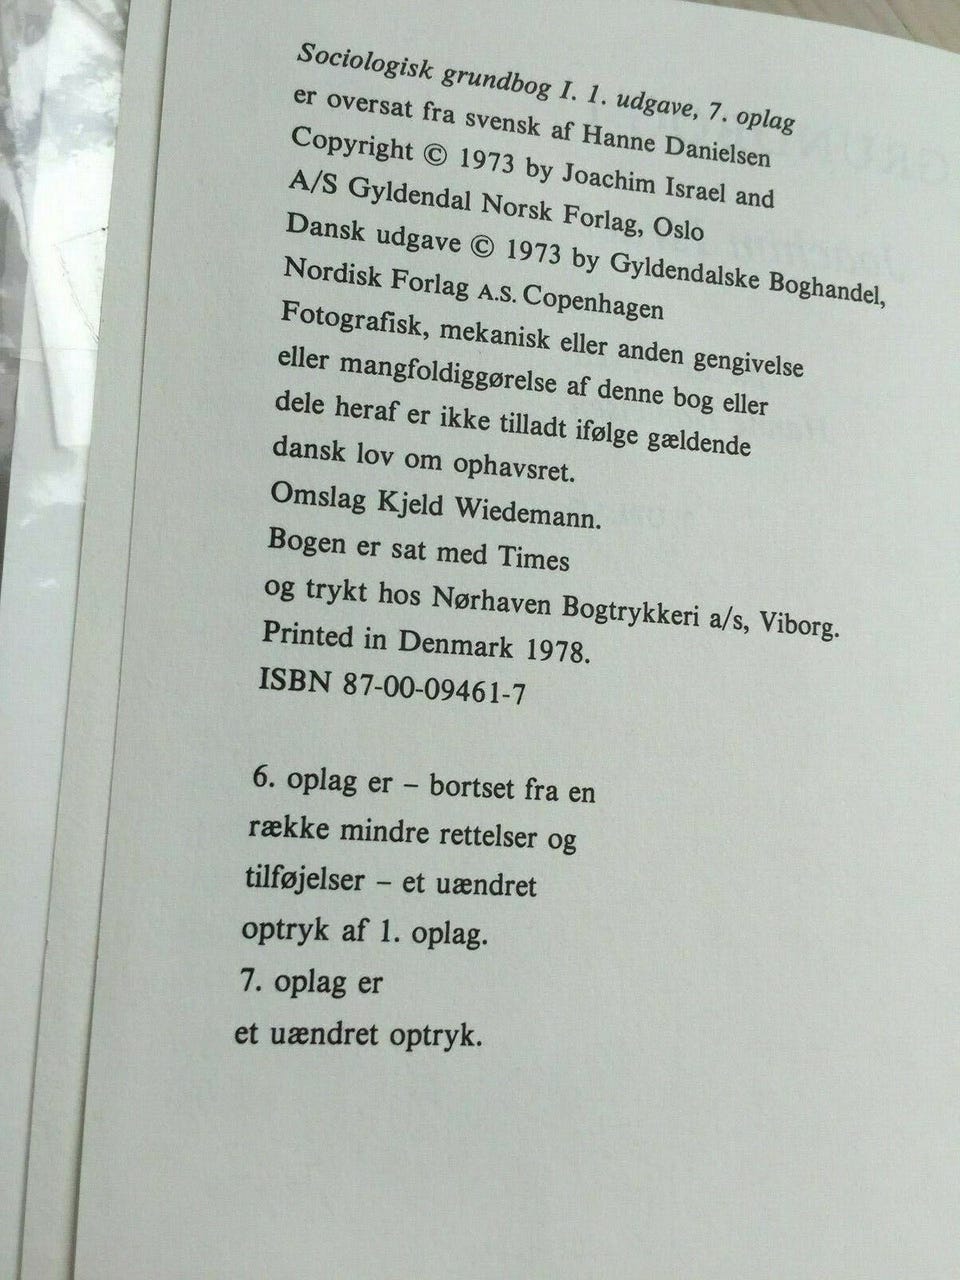 Sociologisk grundbog I. 1. udgave, 7. oplag
er oversat fra svensk af Hanne Danielsen
Copyright © 1973 by Joachim Israel and
A/S Gyldendal Norsk Forlag, Oslo
Dansk udgave © 1973 by Gyldendalske Boghandel,
Nordisk Forlag A.S. Copenhagen
Fotografisk, mekanisk eller anden gengivelse
eller mangfoldiggørelse af denne bog eller
dele heraf er ikke tilladt ifølge gældende
dansk lov om ophavsret.
Omslag Kjeld Wiedemann.
Bogen er sat med Times
og trykt hos Nørhaven Bogtrykkeri a/s, Viborg.
Printed in Denmark 1978.
ISBN 87-00-09461-7
6. oplag er – bortset fra en
række mindre rettelser og
tilføjelser – et uændret
optryk af 1. oplag.
7. oplag er
et uændret optryk.